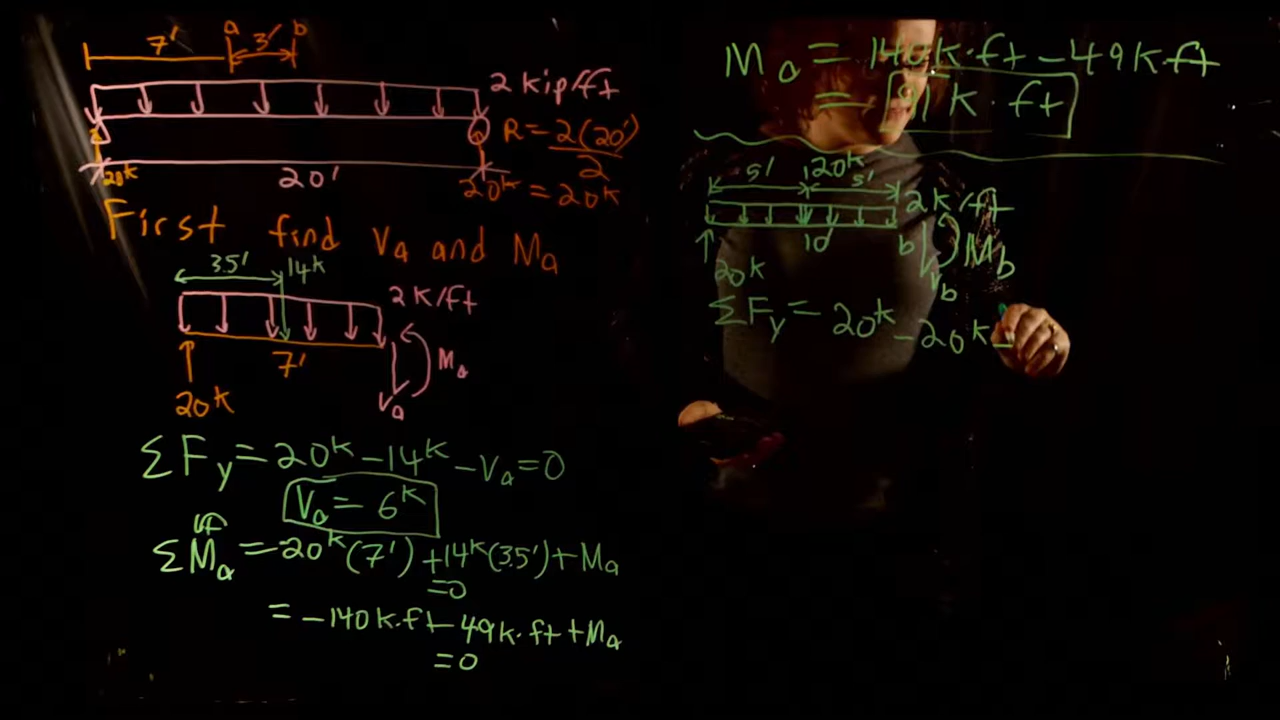 7' a 3' b
2 kip/ft
R = 2(20')
2
20k 20' 20k = 20k
First find Va and Ma
3.5' 14k
2 K/ft
7' Ma
20k Va
ΣFy = 20k - 14k - Va = 0
Va = 6k
ΣMa = -20k(7') + 14k(3.5') + Ma
= 0
= -140k·ft - 49k·ft + Ma
= 0
Ma = 140k·ft - 49k ft
= 91 k · ft
5' 20k 5'
2k/ft
10' b Mb
20k Vb
ΣFy = 20k - 20k -